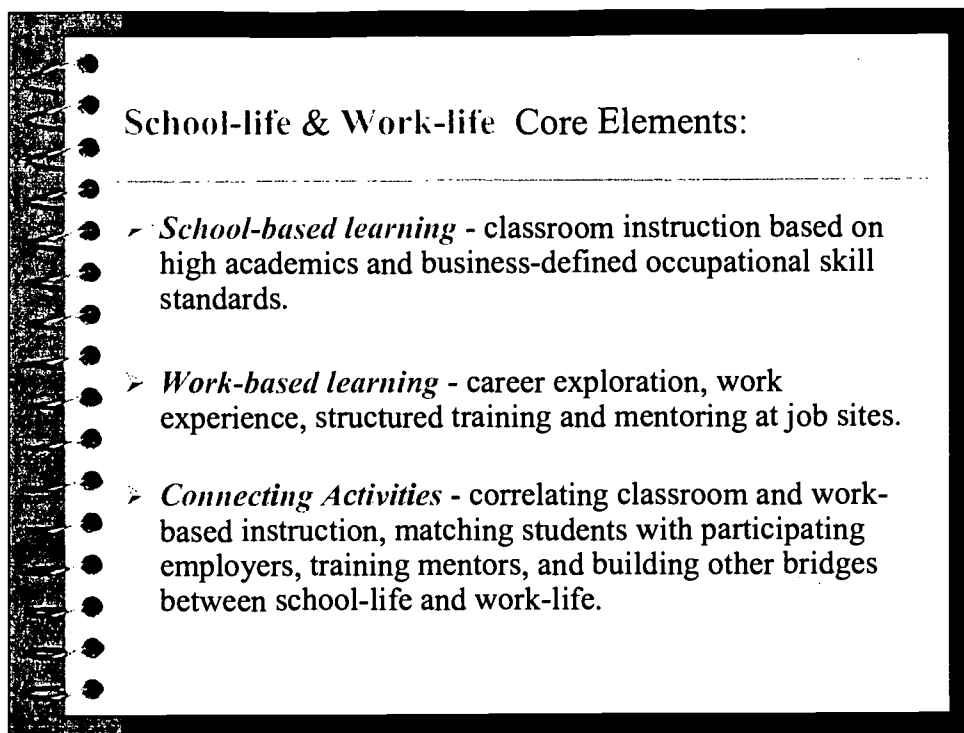 School-life & Work-life Core Elements:
➢ School-based learning - classroom instruction based on
high academics and business-defined occupational skill
standards.
➢ Work-based learning - career exploration, work
experience, structured training and mentoring at job sites.
➢ Connecting Activities - correlating classroom and work-
based instruction, matching students with participating
employers, training mentors, and building other bridges
between school-life and work-life.